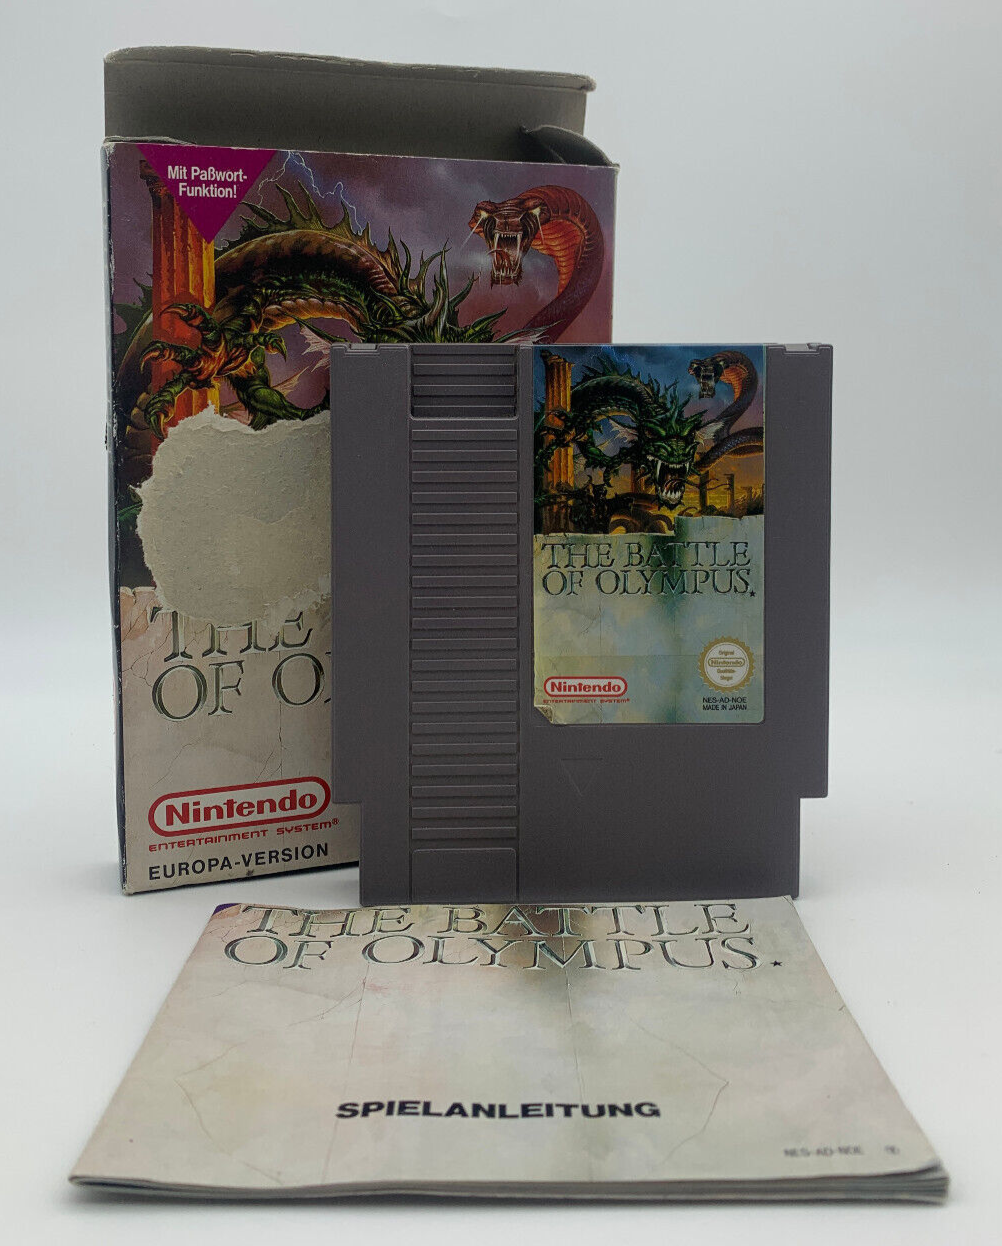 Mit Paßwort-
Funktion!
THE
OF O
Nintendo
ENTERTAINMENT SYSTEM®
EUROPA-VERSION
THE BATTLE
OF OLYMPUS.
Original
Nintendo
Nintendo
ENTERTAINMENT SYSTEM®
NES-AD-NOE
MADE IN JAPAN
THE BATTLE
OF OLYMPUS.
SPIELANLEITUNG
NES-AD-NOE